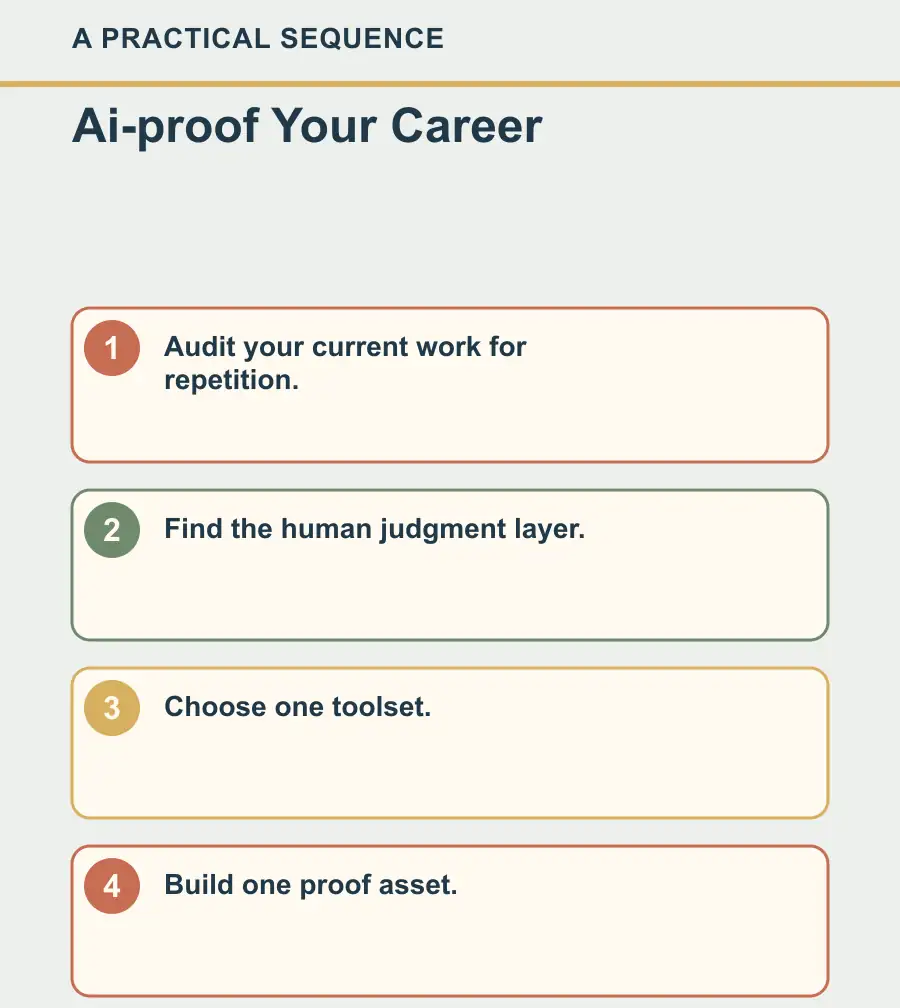 A PRACTICAL SEQUENCE
Ai-proof Your Career
1
Audit your current work for
repetition.
2
Find the human judgment layer.
3
Choose one toolset.
4
Build one proof asset.